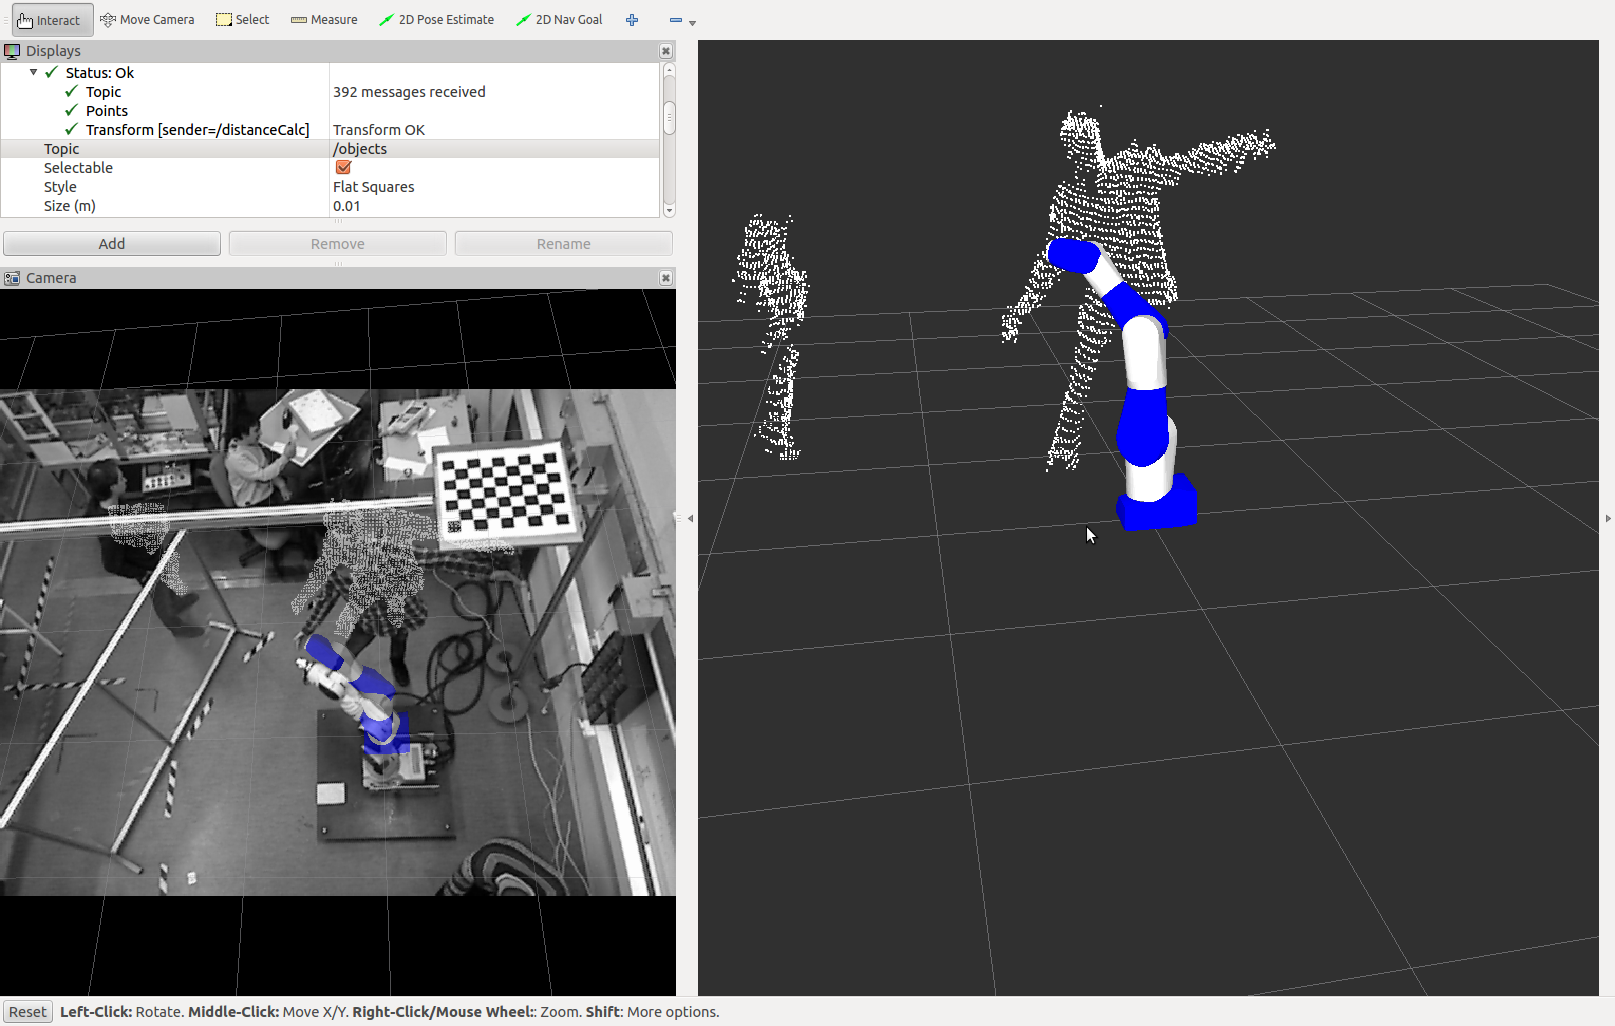 Interact Move Camera Select Measure 2D Pose Estimate 2D Nav Goal
Displays
Status: Ok
Topic 392 messages received
Points
Transform [sender=/distanceCalc] Transform OK
Topic /objects
Selectable
Style Flat Squares
Size (m) 0.01
Add Remove Rename
Camera
Reset Left-Click: Rotate. Middle-Click: Move X/Y. Right-Click/Mouse Wheel:: Zoom. Shift: More options.